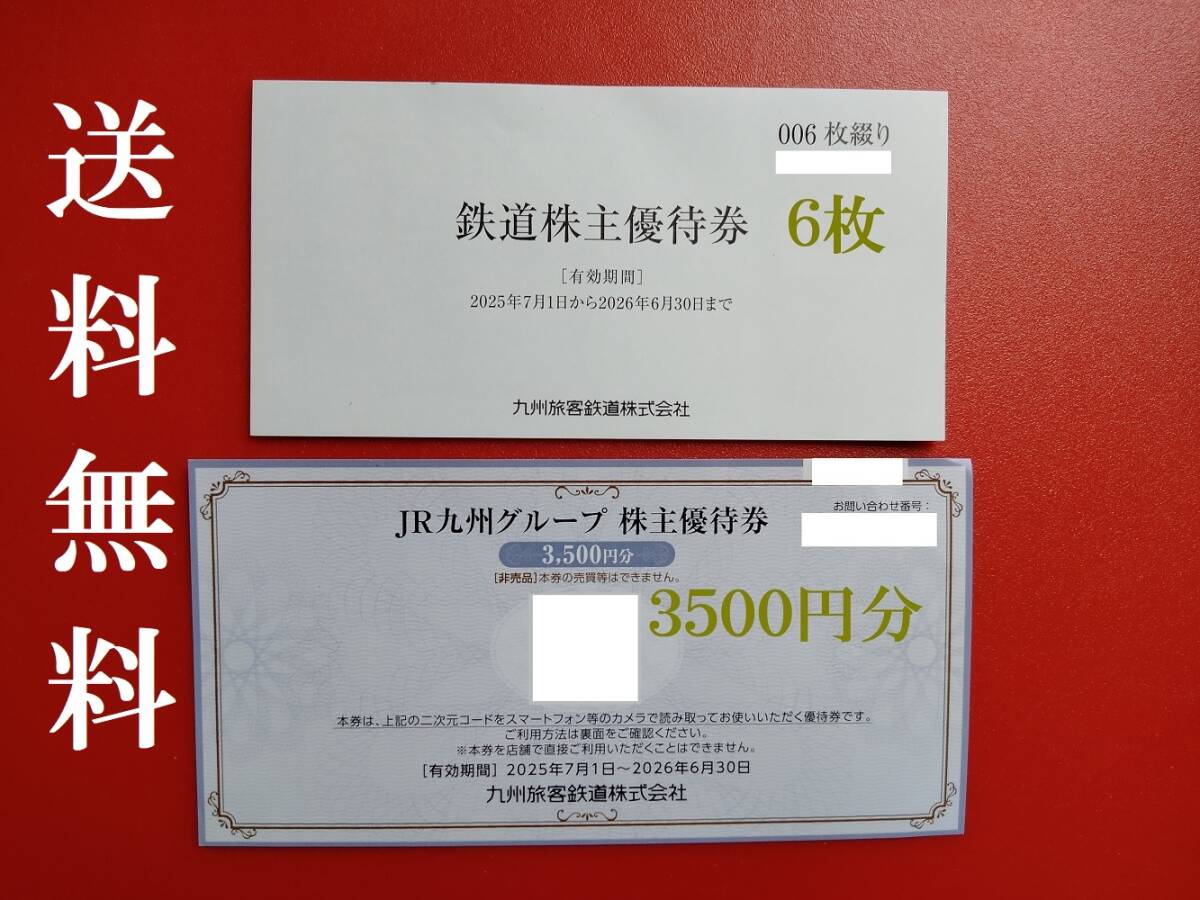 送料無料
006 枚綴り
鉄道株主優待券
6枚
[有効期間]
2025年7月1日から2026年6月30日まで
九州旅客鉄道株式会社
お問い合わせ番号：
JR九州グループ 株主優待券
3,500円分
[非売品]本券の売買等はできません。
3500円分
本券は、上記の二次元コードをスマートフォン等のカメラで読み取ってお使いいただく優待券です。
ご利用方法は裏面をご確認ください。
※本券を店舗で直接ご利用いただくことはできません。
[有効期間] 2025年7月1日～2026年6月30日
九州旅客鉄道株式会社